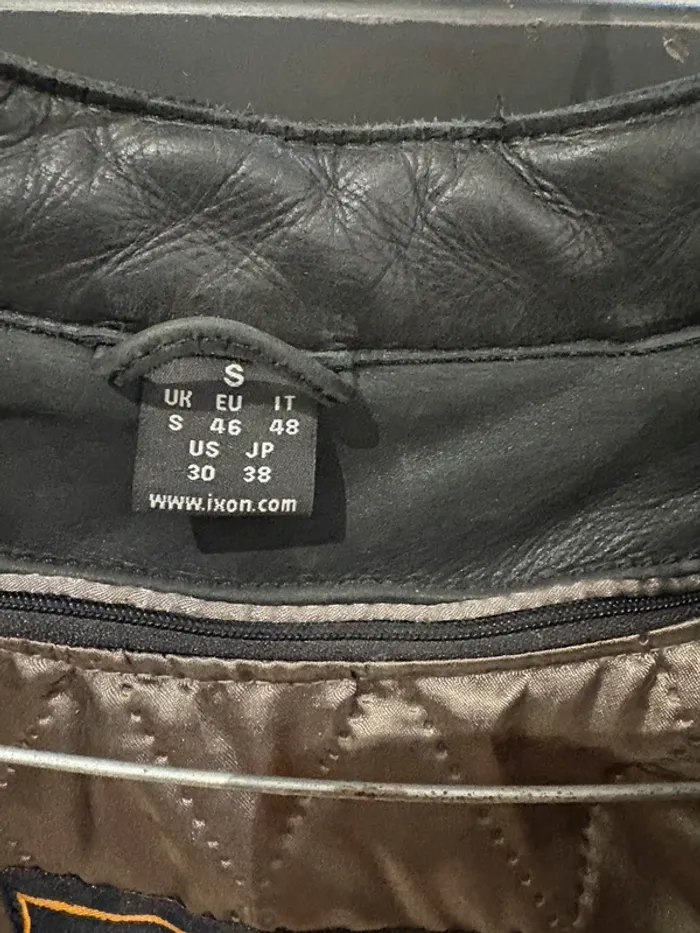 S
UK EU IT
S 46 48
US JP
30 38
www.ixon.com